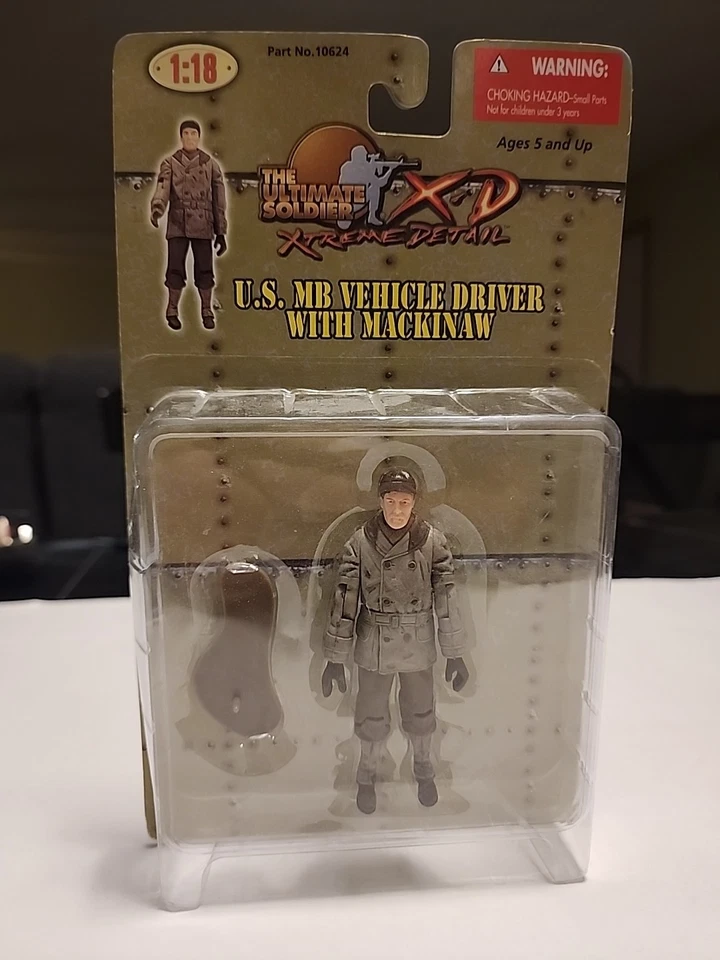 1:18
Part No.10624
WARNING:
CHOKING HAZARD–Small Parts
Not for children under 3 years
Ages 5 and Up
THE
ULTIMATE
SOLDIER
X-D
XTREME DETAIL
U.S. MB VEHICLE DRIVER
WITH MACKINAW